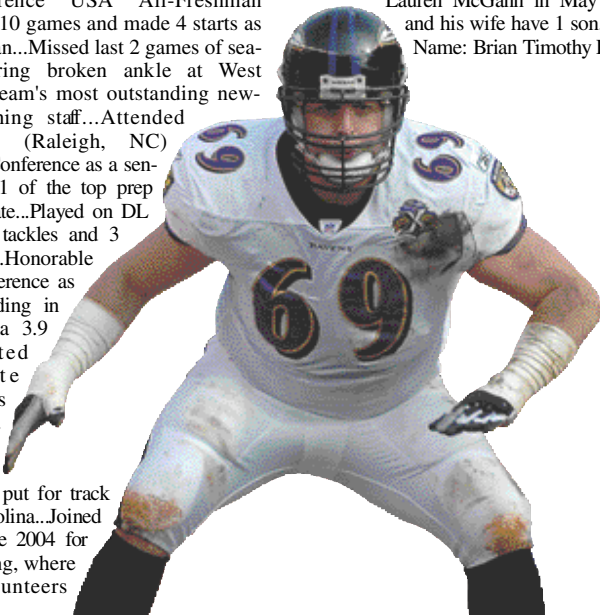 rence USA All-Freshman
10 games and made 4 starts as
n...Missed last 2 games of sea-
ring broken ankle at West
eam's most outstanding new-
ning staff...Attended
(Raleigh, NC)
onference as a sen-
1 of the top prep
te...Played on DL
tackles and 3
.Honorable
erence as
ding in
a 3.9
ted
te
s
put for track
olina...Joined
e 2004 for
ng, where
unteers
Lauren McGann in May
and his wife have 1 son
Name: Brian Timothy
69
69
RAVENS
69